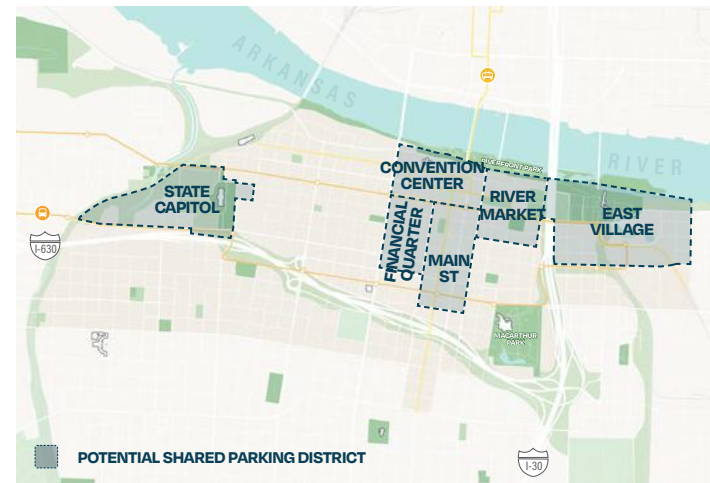 ARKANSAS
RIVER
RIVERFRONT PARK
CONVENTION
CENTER
STATE
CAPITOL
RIVER
MARKET
EAST
VILLAGE
FINANCIAL
QUARTER
MAIN
ST
I-630
MACARTHUR
PARK
POTENTIAL SHARED PARKING DISTRICT
I-30